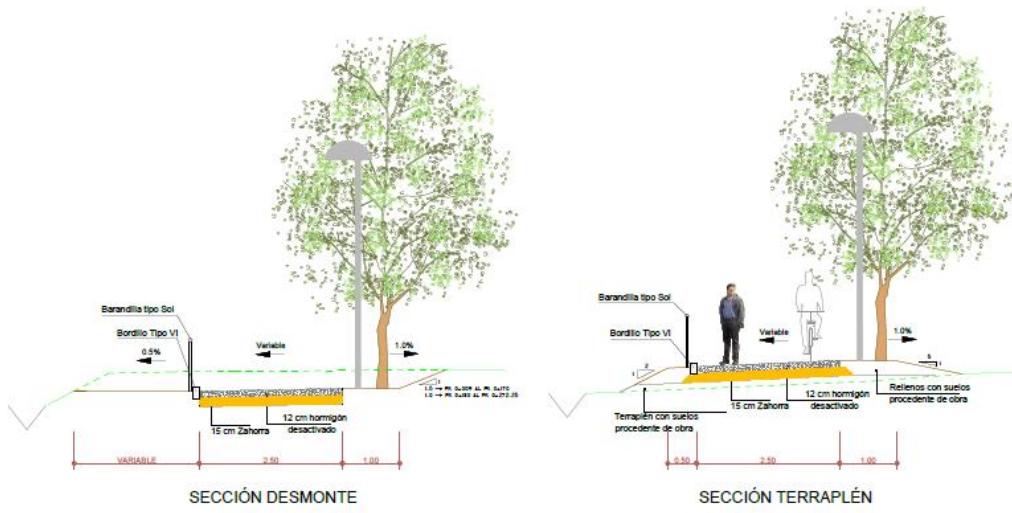 Barandilla tipo Sol
Bordillo Tipo VI
0.5%
Variable
1.0%
15 cm Zahorra
12 cm hormigón
desactivado
VARIABLE
2.50
1.00
SECCIÓN DESMONTE
Barandilla tipo Sol
Bordillo Tipo VI
Variable
1.0%
2
1
5
1
Terraplén con suelos
procedente de obra
15 cm Zahorra
12 cm hormigón
desactivado
Rellenos con suelos
procedente de obra
0.50
2.50
1.00
SECCIÓN TERRAPLÉN